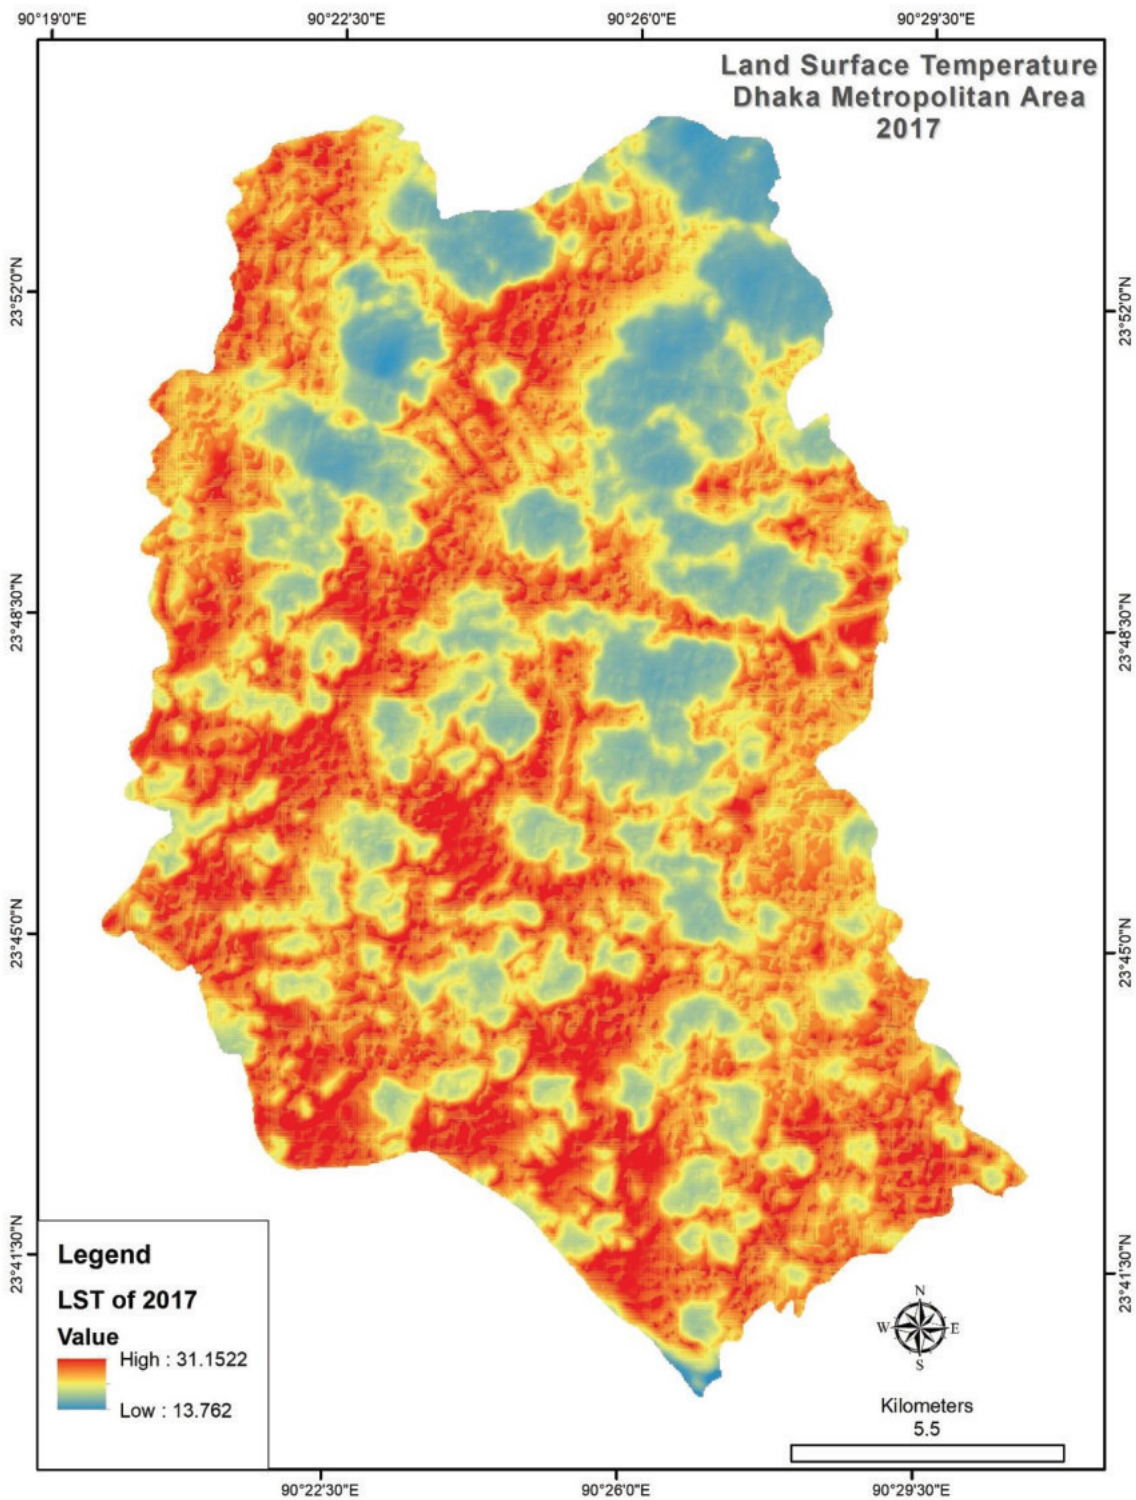 90°19'0"E 90°22'30"E 90°26'0"E 90°29'30"E
Land Surface Temperature
Dhaka Metropolitan Area
2017
23°52'0"N
23°52'0"N
23°48'30"N
23°48'30"N
23°45'0"N
23°45'0"N
23°41'30"N
23°41'30"N
Legend
LST of 2017
Value
High : 31.1522
Low : 13.762
N
W E
S
Kilometers
5.5
90°22'30"E 90°26'0"E 90°29'30"E